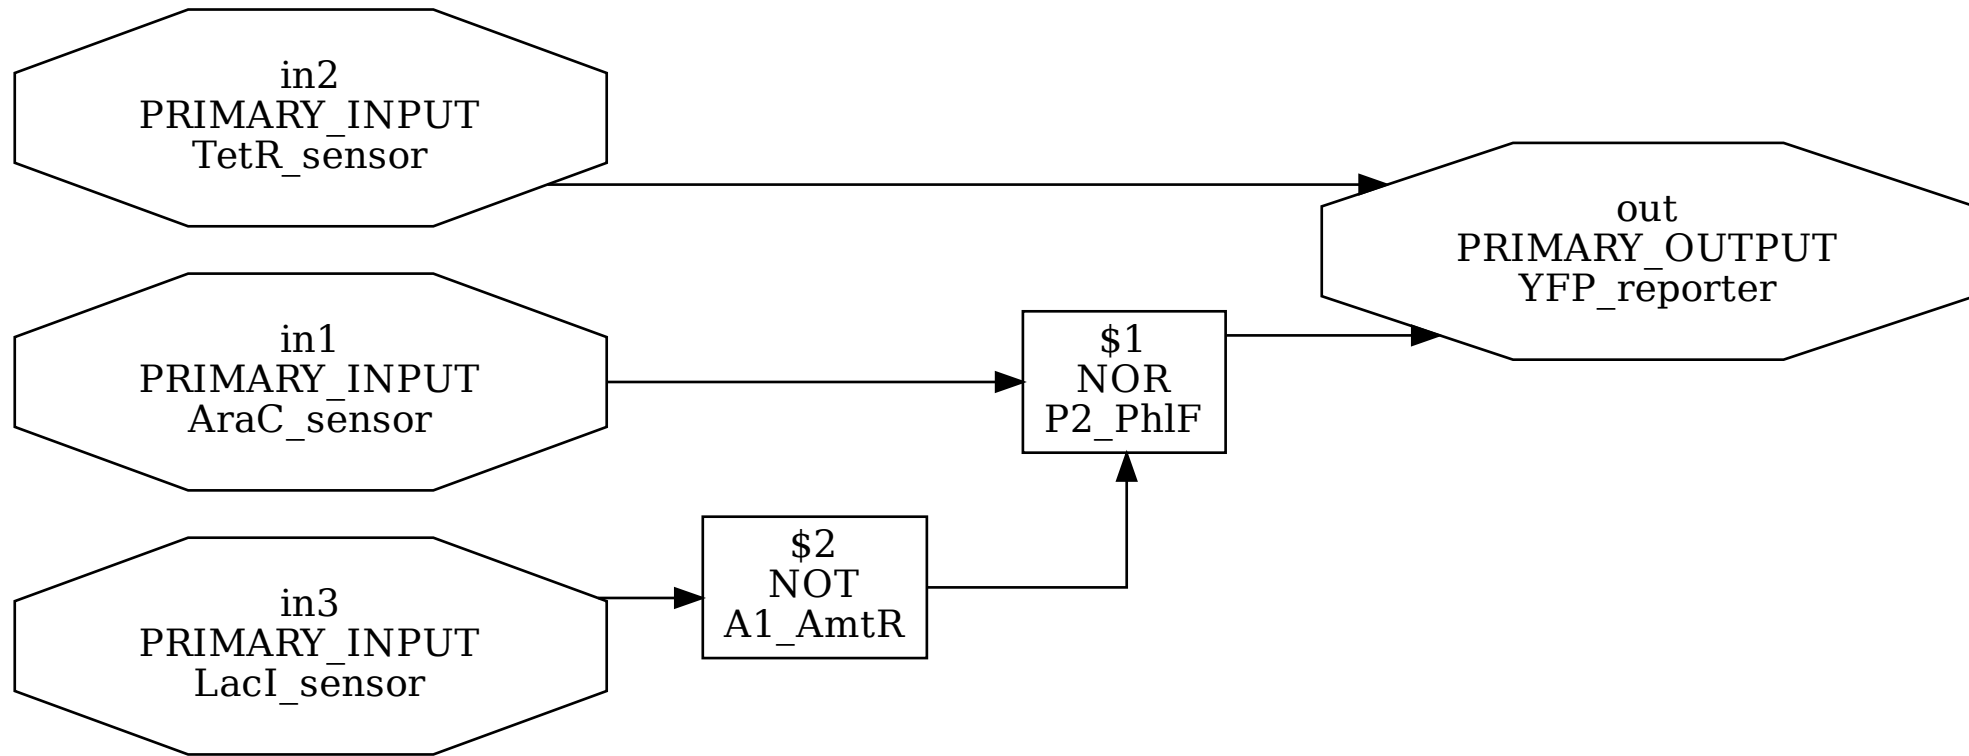 in2
PRIMARY_INPUT
TetR_sensor
out
PRIMARY_OUTPUT
YFP_reporter
in1
PRIMARY_INPUT
AraC_sensor
$1
NOR
P2_PhlF
$2
NOT
A1_AmtR
in3
PRIMARY_INPUT
LacI_sensor